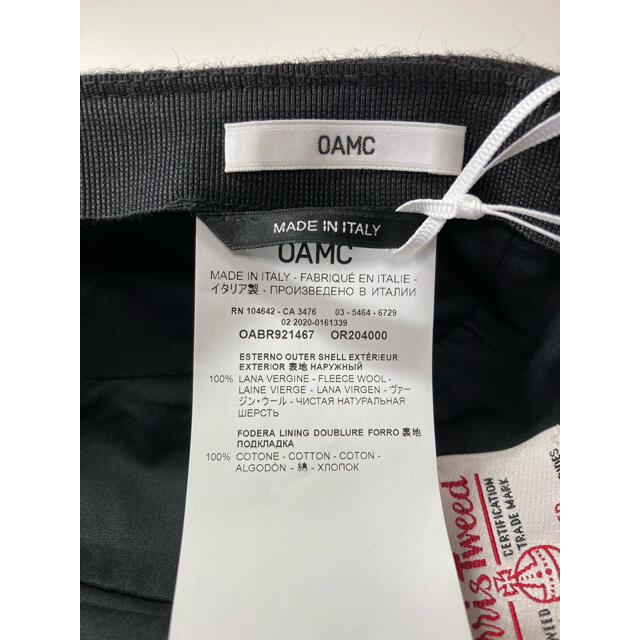 OAMC
MADE IN ITALY
OAMC
MADE IN ITALY - FABRIQUÉ EN ITALIE -
イタリア製 - ПРОИЗВЕДЕНО В ИТАЛИИ
RN 104642 - CA 3476 03 - 5464 - 6729
02 2020-0161339
OABR921467 OR204000
ESTERNO OUTER SHELL EXTÉRIEUR
EXTERIOR 裏地 НАРУЖНЫЙ
100% LANA VERGINE - FLEECE WOOL -
LAINE VIERGE - LANA VIRGEN - ヴァー
ジン・ウール - ЧИСТАЯ НАТУРАЛЬНАЯ
ШЕРСТЬ
FODERA LINING DOUBLURE FORRO 裏地
ПОДКЛАДКА
100% COTONE - COTTON - COTON -
ALGODÓN - 綿 - ХЛОПОК
Tweed
CERTIFICATION
TRADE MARK